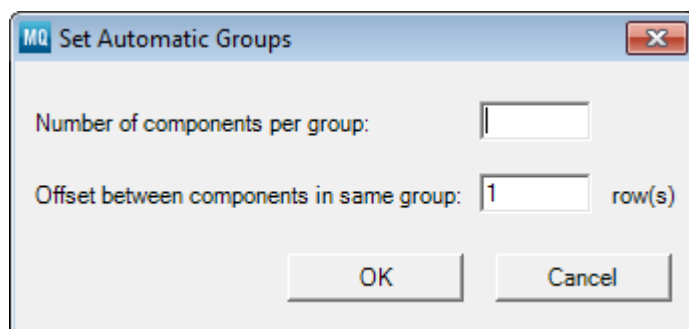 MQ Set Automatic Groups
Number of components per group:
Offset between components in same group: 1 row(s)
OK Cancel